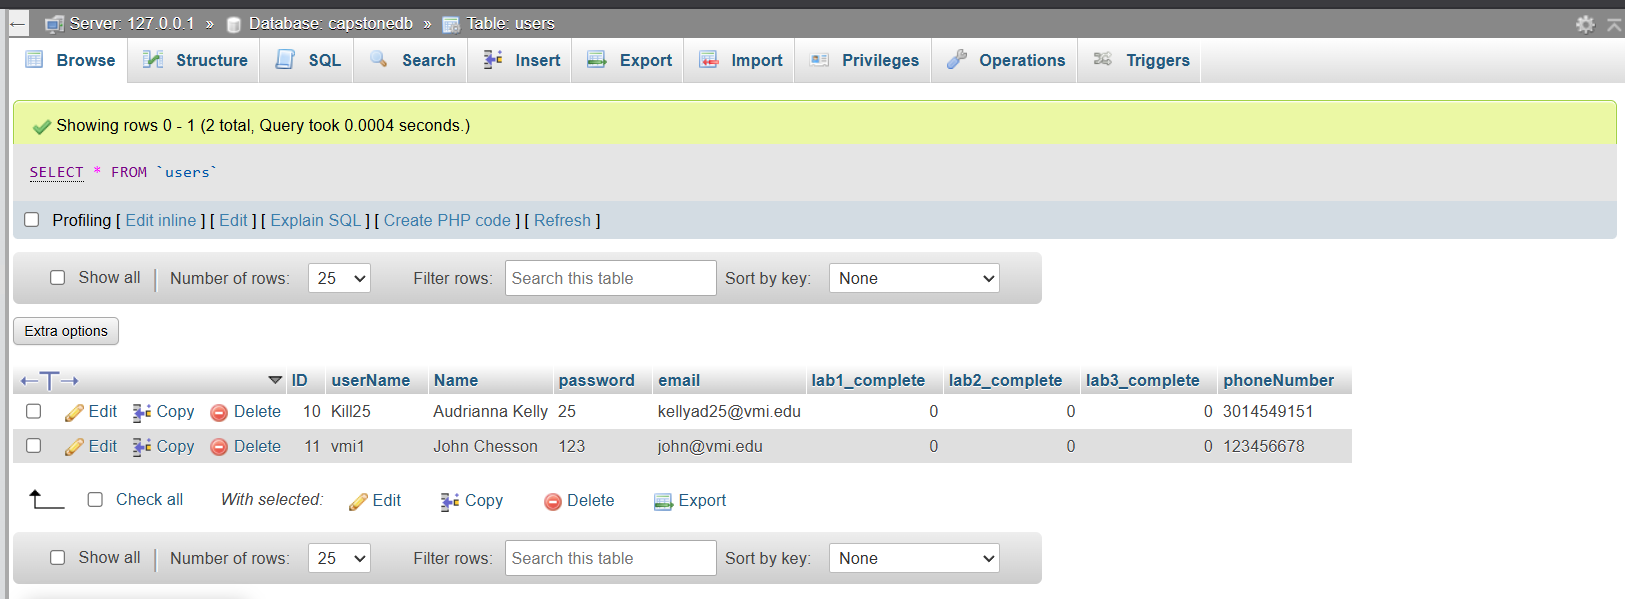 Server: 127.0.0.1 » Database: capstonedb » Table: users
Browse Structure SQL Search Insert Export Import Privileges Operations Triggers
Showing rows 0 - 1 (2 total, Query took 0.0004 seconds.)
SELECT * FROM `users`
Profiling [ Edit inline ] [ Edit ] [ Explain SQL ] [ Create PHP code ] [ Refresh ]
Show all | Number of rows: 25 Filter rows: Search this table Sort by key: None
Extra options
←T→ ID userName Name password email lab1_complete lab2_complete lab3_complete phoneNumber
Edit Copy Delete 10 Kill25 Audrianna Kelly 25 kellyad25@vmi.edu 0 0 0 3014549151
Edit Copy Delete 11 vmi1 John Chesson 123 john@vmi.edu 0 0 0 123456678
Check all With selected: Edit Copy Delete Export
Show all | Number of rows: 25 Filter rows: Search this table Sort by key: None